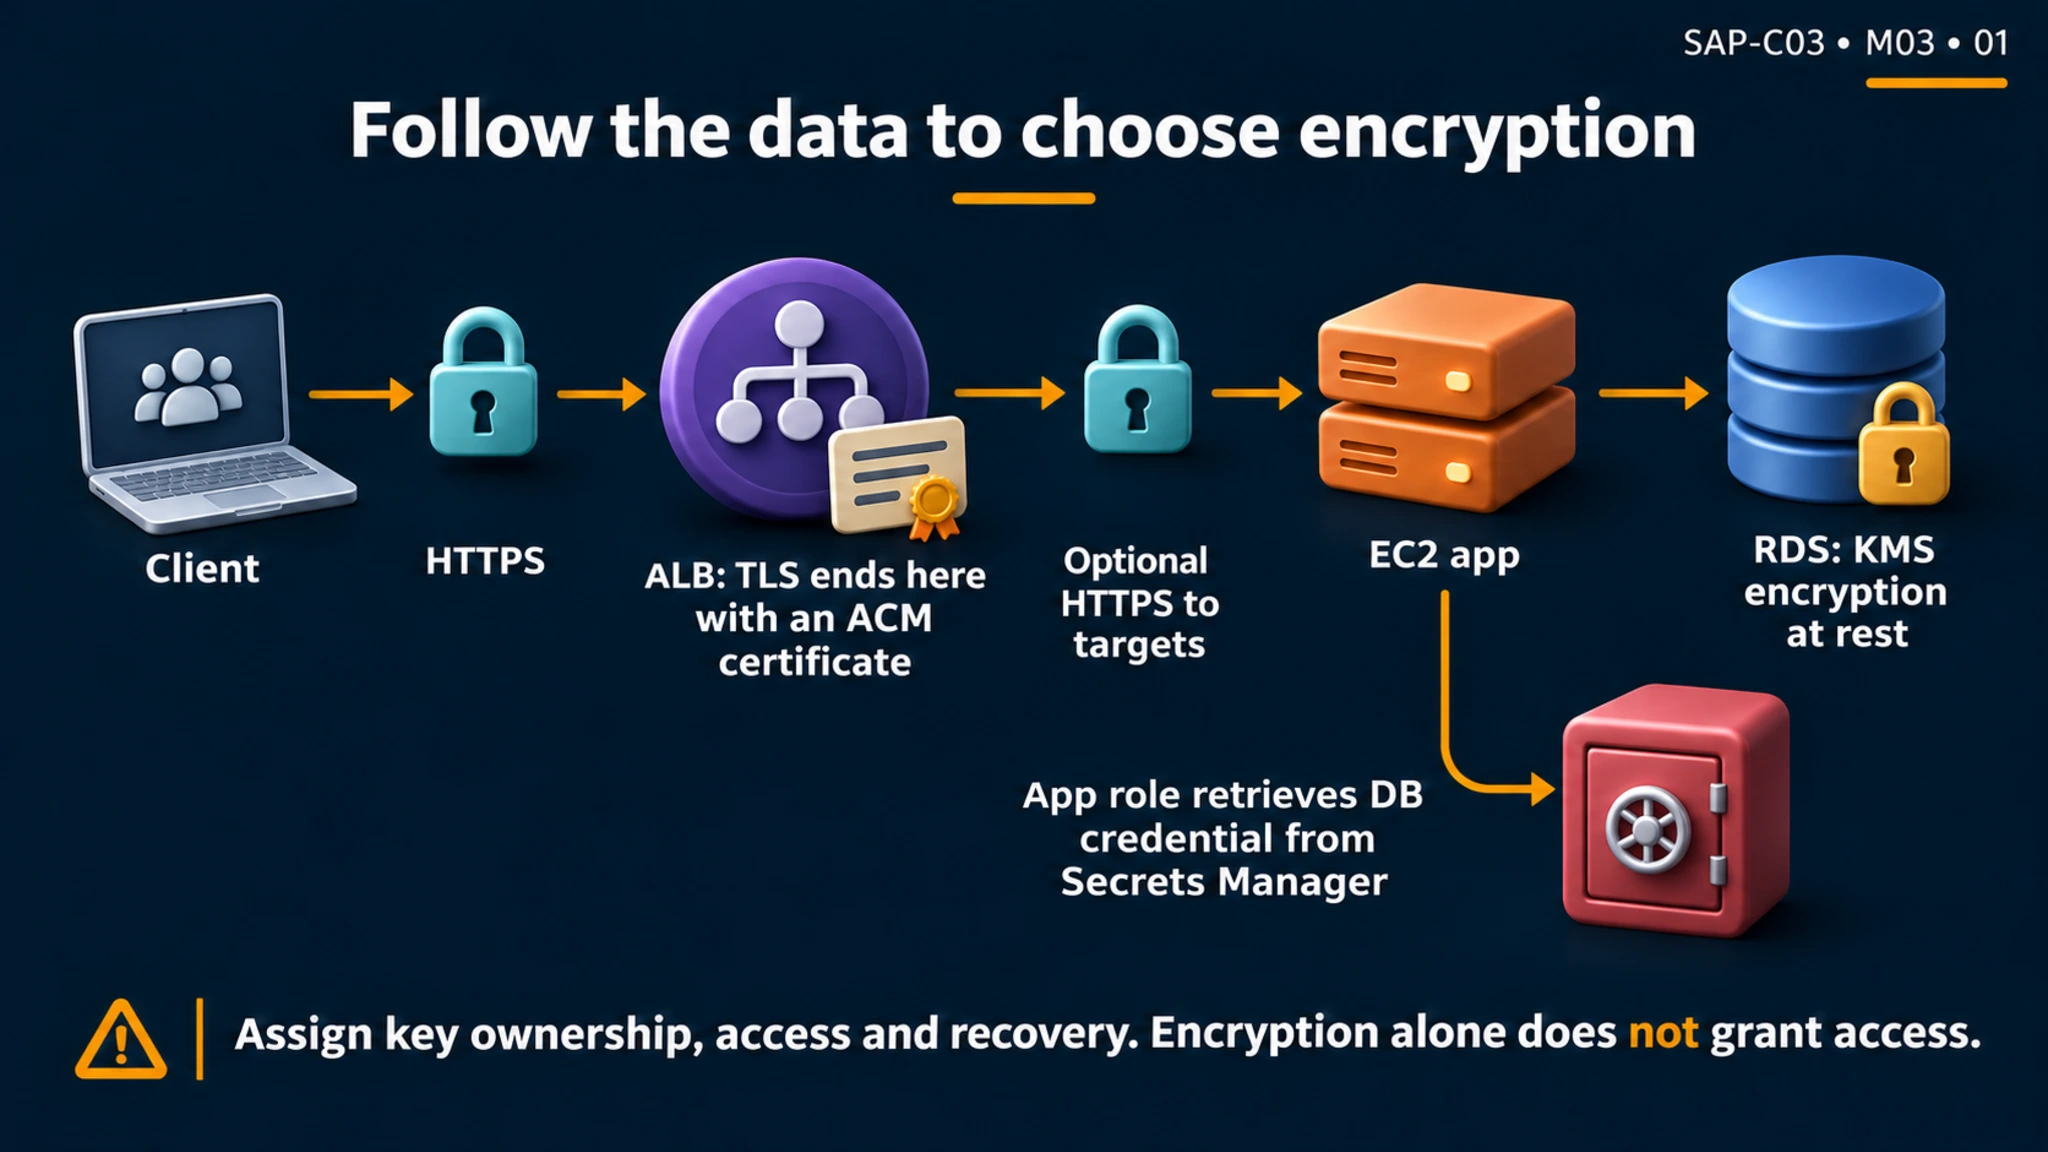 SAP-C03 • M03 • 01
Follow the data to choose encryption
Client
HTTPS
ALB: TLS ends here
with an ACM
certificate
Optional
HTTPS to
targets
EC2 app
RDS: KMS
encryption
at rest
App role retrieves DB
credential from
Secrets Manager
Assign key ownership, access and recovery. Encryption alone does not grant access.